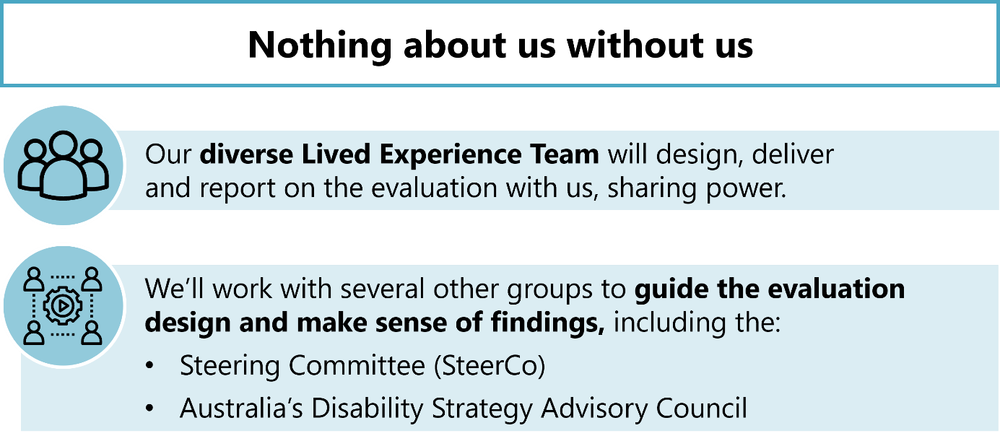 Nothing about us without us
Our diverse Lived Experience Team will design, deliver
and report on the evaluation with us, sharing power.
We’ll work with several other groups to guide the evaluation
design and make sense of findings, including the:
• Steering Committee (SteerCo)
• Australia’s Disability Strategy Advisory Council